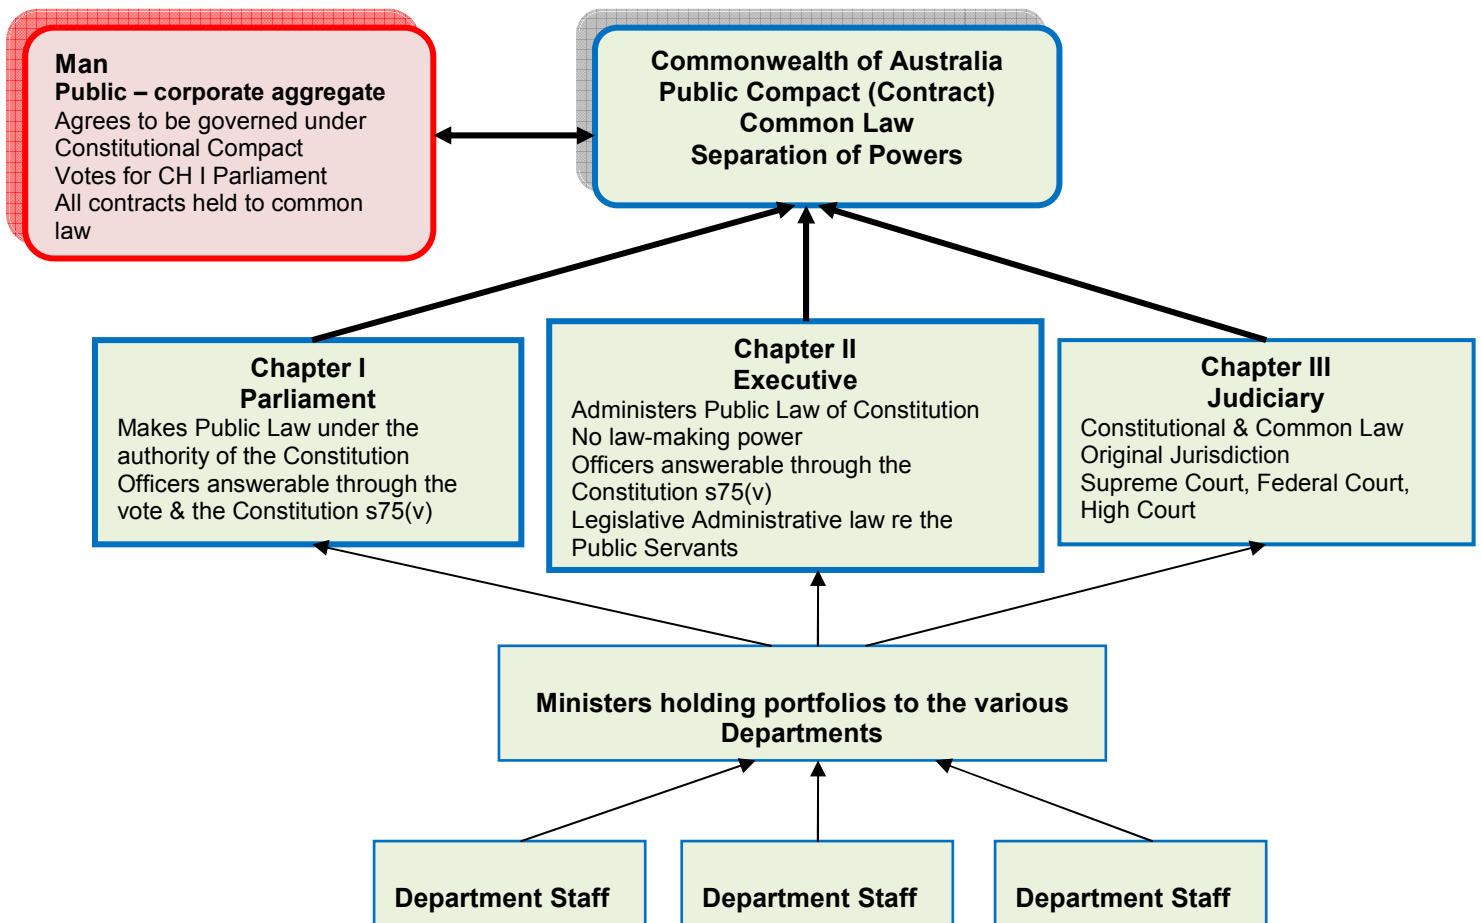 Man
Public – corporate aggregate
Agrees to be governed under
Constitutional Compact
Votes for CH I Parliament
All contracts held to common
law
Commonwealth of Australia
Public Compact (Contract)
Common Law
Separation of Powers
Chapter I
Parliament
Makes Public Law under the
authority of the Constitution
Officers answerable through the
vote & the Constitution s75(v)
Chapter II
Executive
Administers Public Law of Constitution
No law-making power
Officers answerable through the
Constitution s75(v)
Legislative Administrative law re the
Public Servants
Chapter III
Judiciary
Constitutional & Common Law
Original Jurisdiction
Supreme Court, Federal Court,
High Court
Ministers holding portfolios to the various
Departments
Department Staff
Department Staff
Department Staff